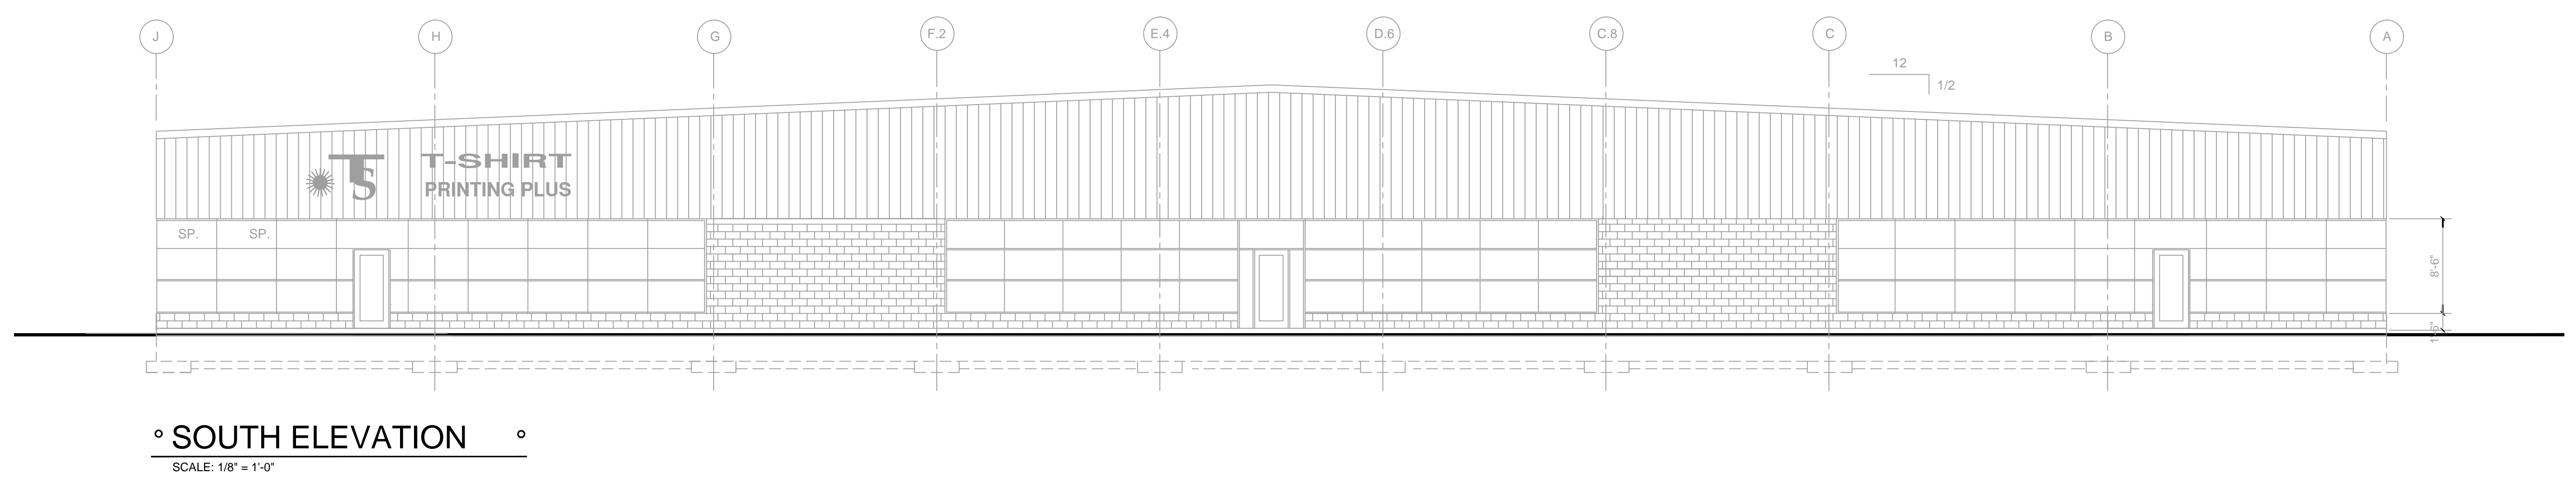 J H G F.2 E.4 D.6 C.8 C B A
12
1/2
TS T-SHIRT
PRINTING PLUS
SP. SP.
8'-6"
1'-6"
SOUTH ELEVATION
SCALE: 1/8" = 1'-0"